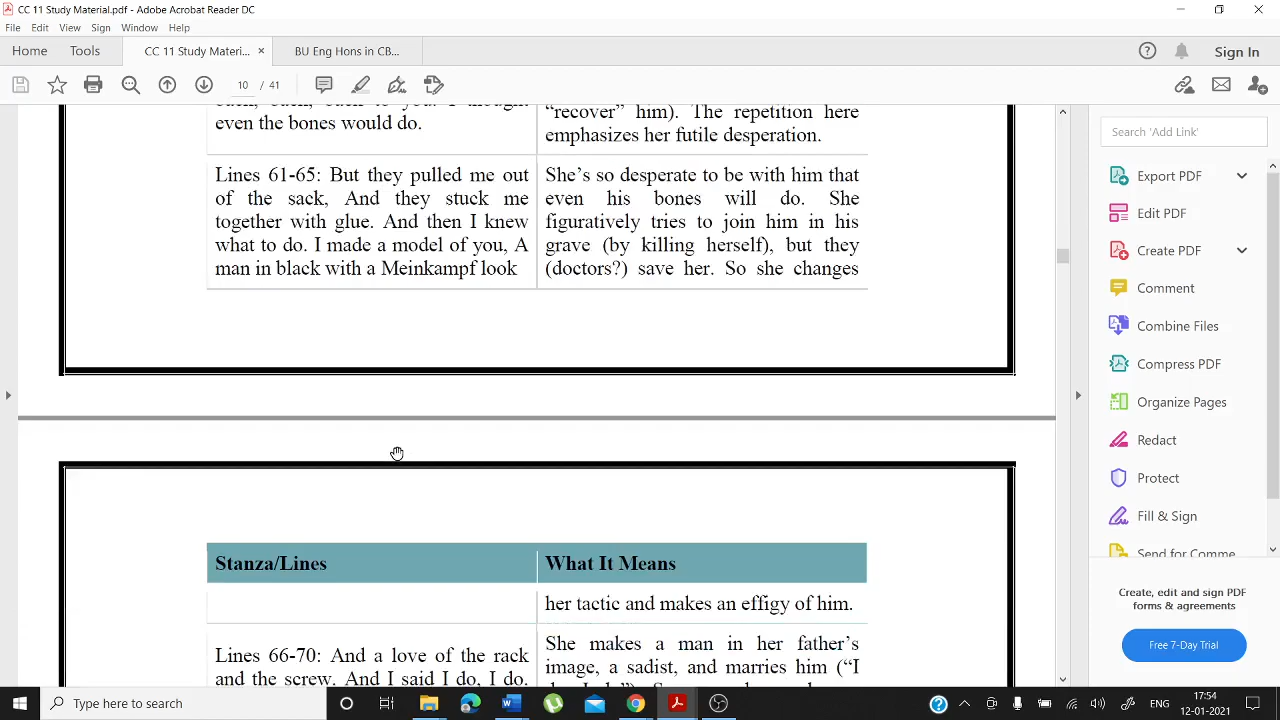 CC 11 Study Material.pdf - Adobe Acrobat Reader DC
File Edit View Sign Window Help
Home Tools CC 11 Study Materi... × BU Eng Hons in CB... Sign In
10 / 41
back, back, back to you. I thought
even the bones would do.
"recover" him). The repetition here
emphasizes her futile desperation.
Lines 61-65: But they pulled me out
of the sack, And they stuck me
together with glue. And then I knew
what to do. I made a model of you, A
man in black with a Meinkampf look
She's so desperate to be with him that
even his bones will do. She
figuratively tries to join him in his
grave (by killing herself), but they
(doctors?) save her. So she changes
Stanza/Lines What It Means
her tactic and makes an effigy of him.
Lines 66-70: And a love of the rack
and the screw. And I said I do, I do.
She makes a man in her father's
image, a sadist, and marries him ("I
Search 'Add Link'
Export PDF
Edit PDF
Create PDF
Comment
Combine Files
Compress PDF
Organize Pages
Redact
Protect
Fill & Sign
Send for Comme
Create, edit and sign PDF
forms & agreements
Free 7-Day Trial
Type here to search
ENG
17:54
12-01-2021